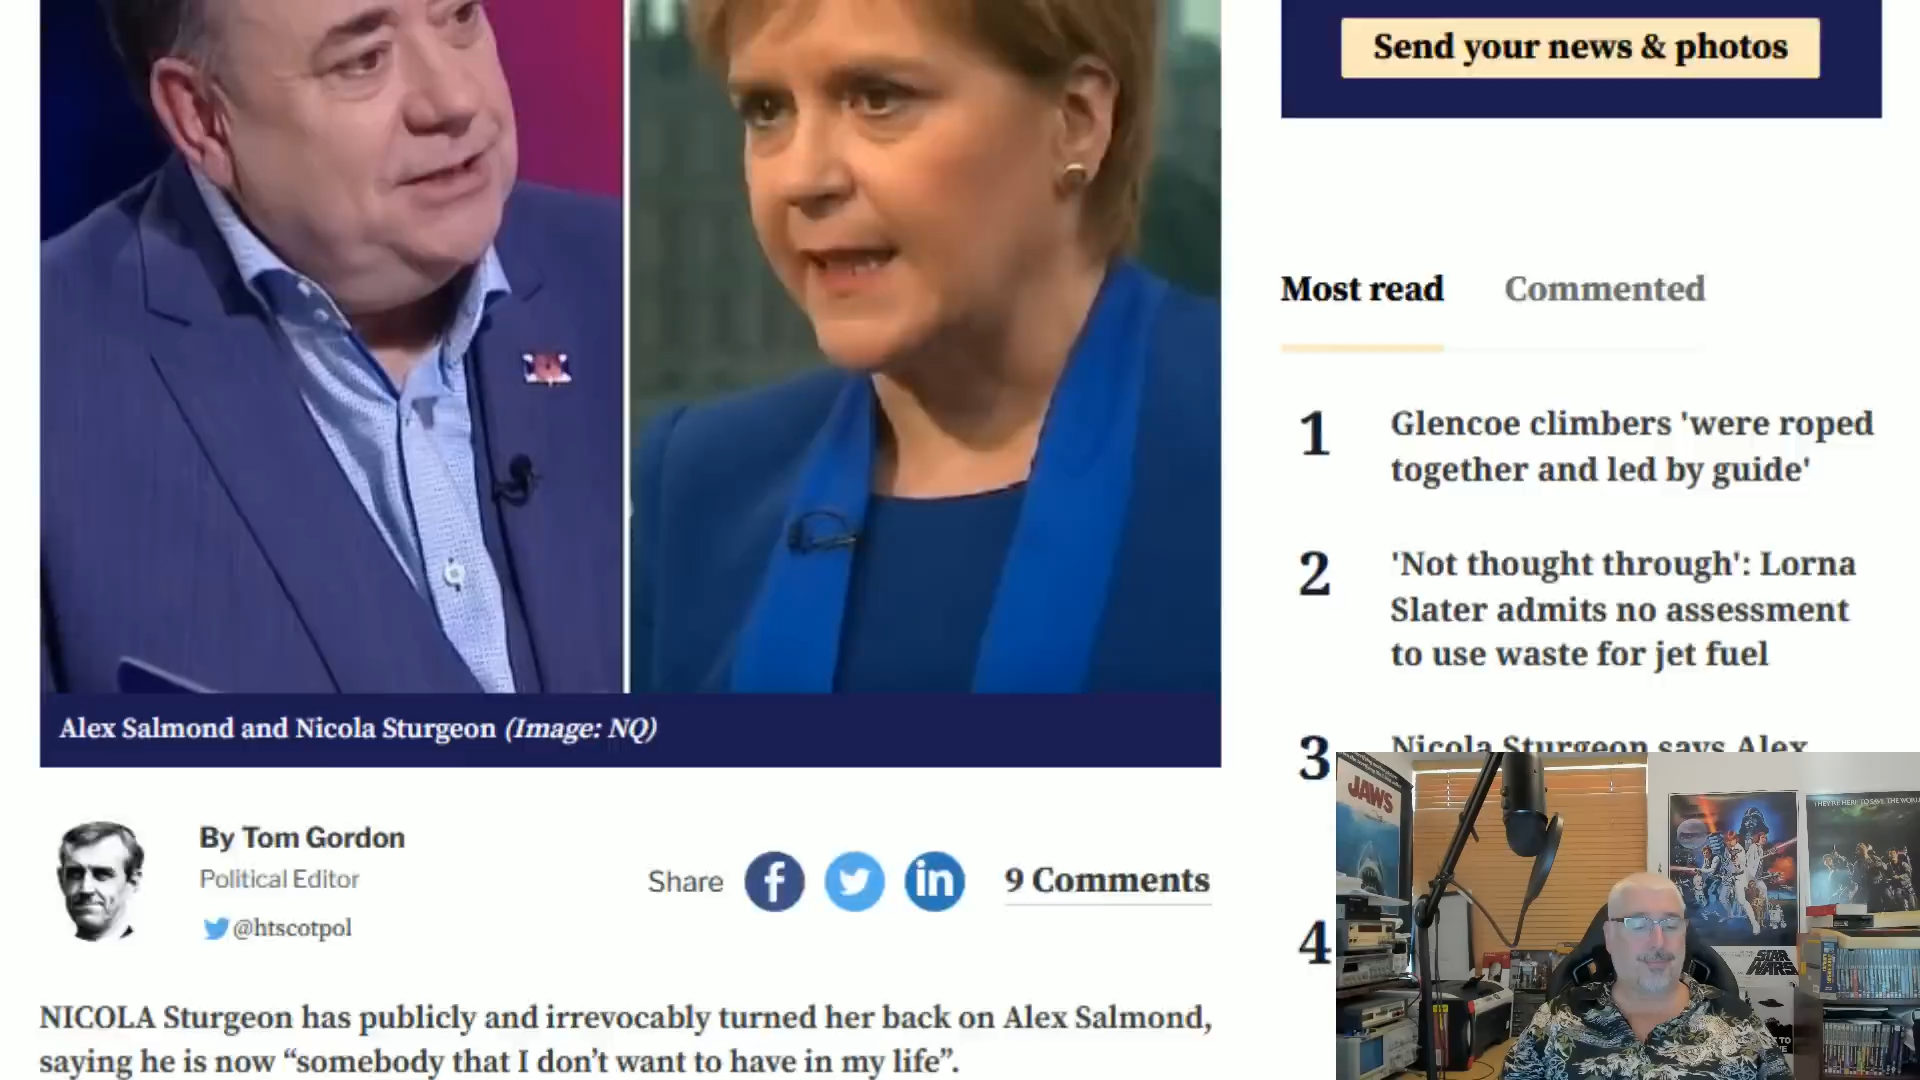 Send your news & photos
Most read
Commented
1
Glencoe climbers 'were roped
together and led by guide'
2
'Not thought through': Lorna
Slater admits no assessment
to use waste for jet fuel
3
Nicola Sturgeon says Alex
4
Alex Salmond and Nicola Sturgeon (Image: NQ)
By Tom Gordon
Political Editor
@htscotpol
Share
9 Comments
NICOLA Sturgeon has publicly and irrevocably turned her back on Alex Salmond,
saying he is now “somebody that I don’t want to have in my life”.
JAWS
STAR
WARS